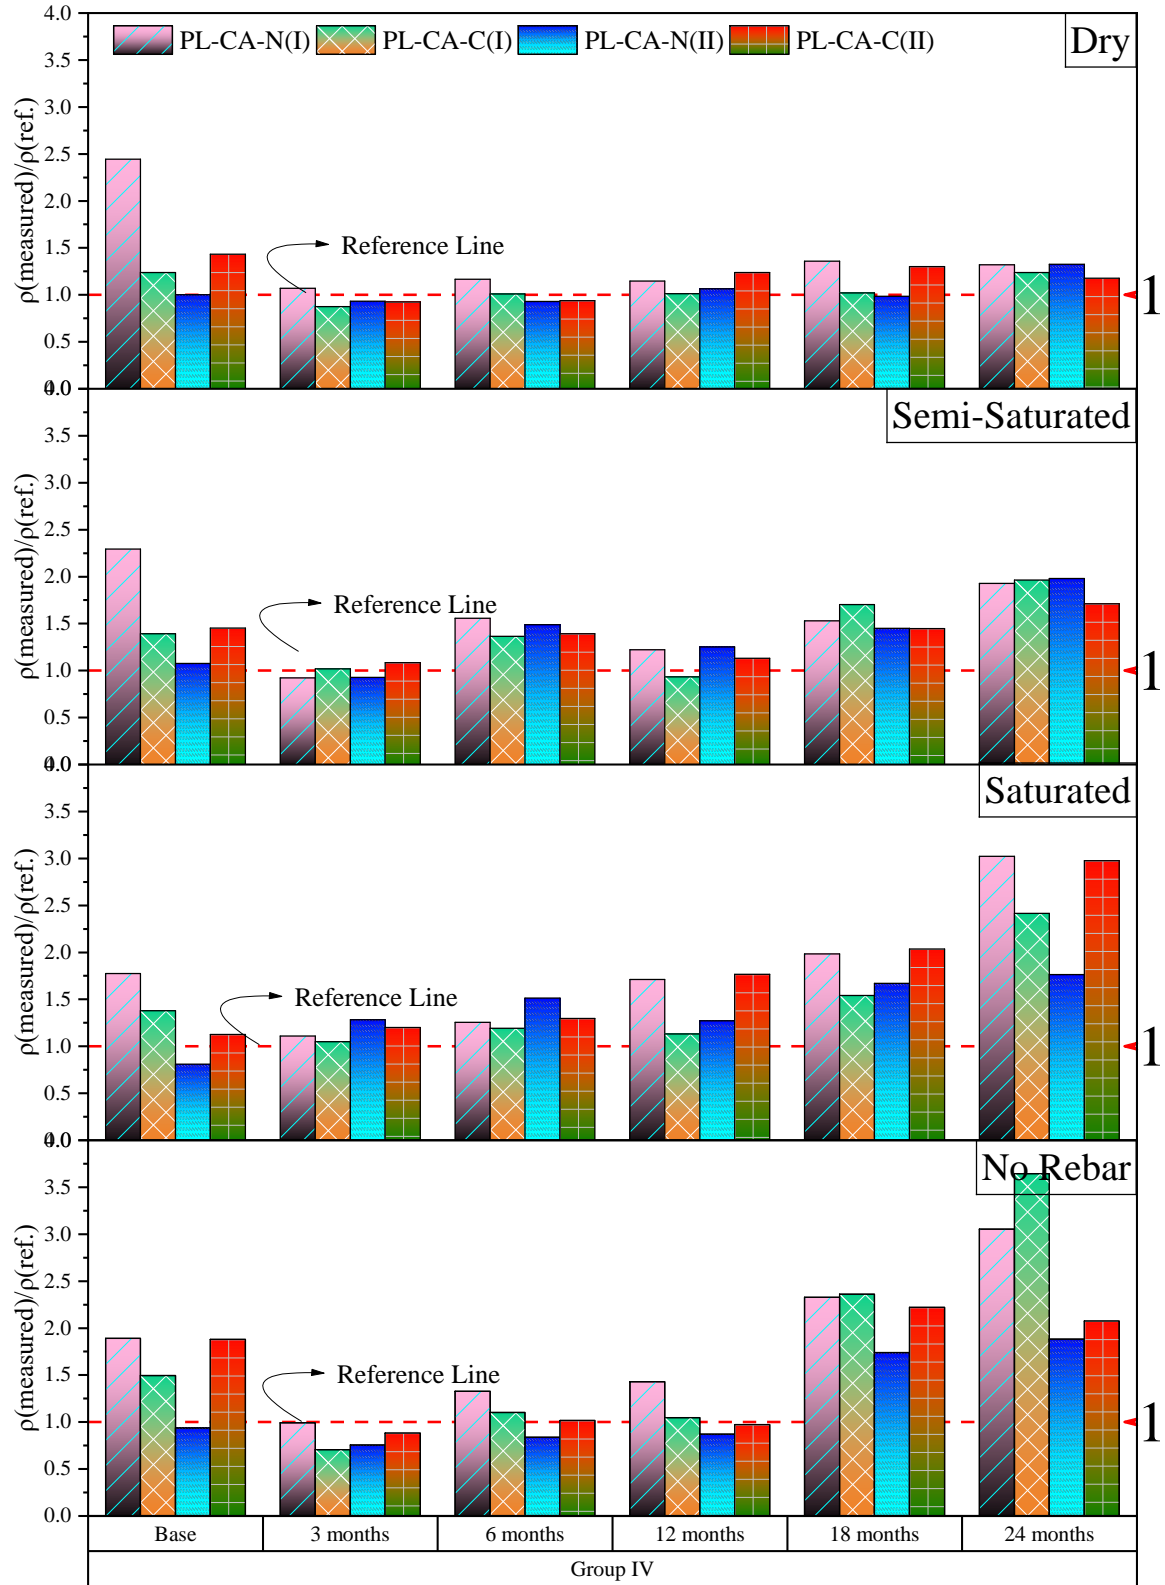 4.0
PL-CA-N(I) PL-CA-C(I) PL-CA-N(II) PL-CA-C(II)
Dry
3.5
3.0
2.5
2.0
1.5
1.0
0.5
0.0
ρ(measured)/ρ(ref.)
Reference Line
1
4.0
Semi-Saturated
3.5
3.0
2.5
2.0
1.5
1.0
0.5
0.0
ρ(measured)/ρ(ref.)
Reference Line
1
4.0
Saturated
3.5
3.0
2.5
2.0
1.5
1.0
0.5
0.0
ρ(measured)/ρ(ref.)
Reference Line
1
4.0
No Rebar
3.5
3.0
2.5
2.0
1.5
1.0
0.5
0.0
ρ(measured)/ρ(ref.)
Reference Line
1
Base 3 months 6 months 12 months 18 months 24 months
Group IV